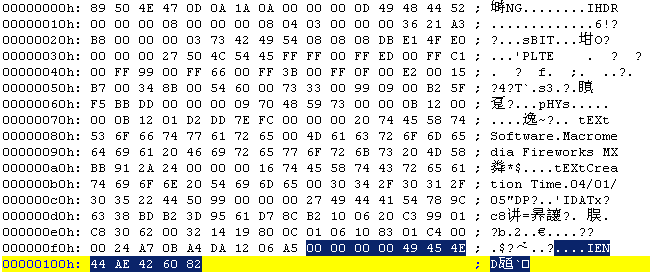 00000000h: 89 50 4E 47 0D 0A 1A 0A 00 00 00 0D 49 48 44 52 ; 塒NG........IHDR
00000010h: 00 00 00 08 00 00 00 08 04 03 00 00 00 36 21 A3 ; .............6!?
00000020h: B8 00 00 00 03 73 42 49 54 08 08 08 DB E1 4F E0 ; ?...sBIT...坩O?
00000030h: 00 00 00 27 50 4C 54 45 FF FF 00 FF ED 00 FF C1 ; ...'PLTE . ? ?
00000040h: 00 FF 99 00 FF 66 00 FF 3B 00 FF 0F 00 E2 00 15 ; . ? f. ;. ..?.
00000050h: B7 00 34 8B 00 54 60 00 73 33 00 99 09 00 B2 5F ; ?4?T`.s3.
00000060h: F5 BB DD 00 00 00 09 70 48 59 73 00 00 0B 12 00 ; ?...pHYs.....
00000070h: 00 0B 12 01 D2 DD 7E FC 00 00 00 20 74 45 58 74 ; ....逸~?.. tEXt
00000080h: 53 6F 66 74 77 61 72 65 00 4D 61 63 72 6F 6D 65 ; Software.Macrome
00000090h: 64 69 61 20 46 69 72 65 77 6F 72 6B 73 20 4D 58 ; dia Fireworks MX
000000a0h: BB 91 2A 24 00 00 00 16 74 45 58 74 43 72 65 61 ; *$....tEXtCrea
000000b0h: 74 69 6F 6E 20 54 69 6D 65 00 30 34 2F 30 31 2F ; tion Time.04/01/
000000c0h: 30 35 22 44 50 99 00 00 00 27 49 44 41 54 78 9C ; 05"DP?..'IDATx?
000000d0h: 63 38 BD B2 3D 95 61 D7 8C B2 10 06 20 C3 99 01 ; c8讲=
000000e0h: C8 30 62 00 32 14 19 80 0C 01 06 10 83 01 C4 00 ; ?b.2..€....??
000000f0h: 00 24 A7 0B A4 DA 12 06 A5 00 00 00 00 49 45 4E ; .$?..?....IEN
00000100h: 44 AE 42 60 82 ; D